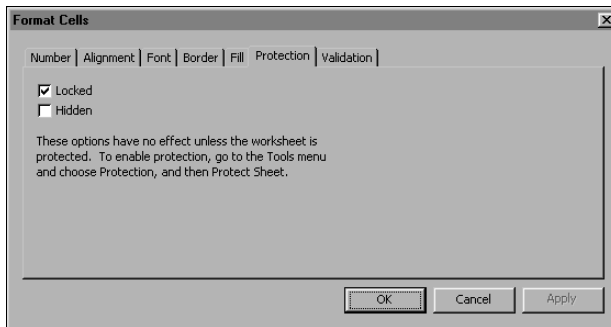 Format Cells
Number Alignment Font Border Fill Protection Validation
Locked
Hidden
These options have no effect unless the worksheet is
protected. To enable protection, go to the Tools menu
and choose Protection, and then Protect Sheet.
OK Cancel Apply